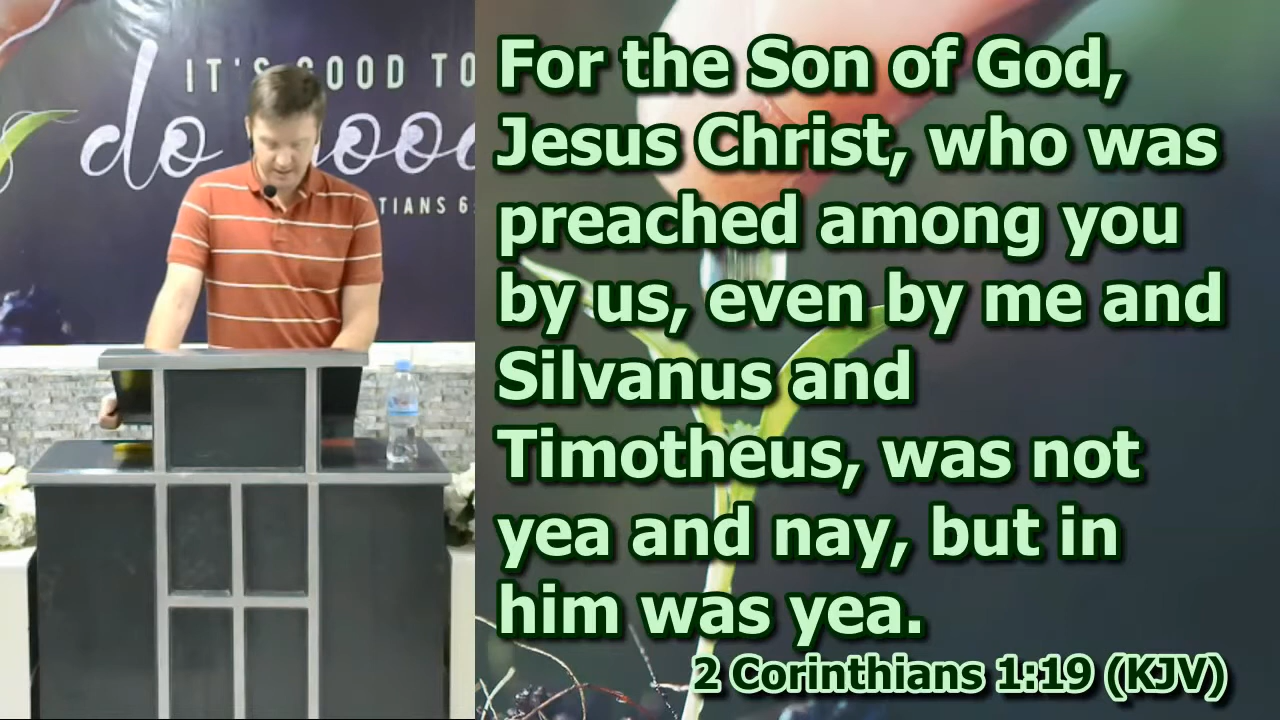 IT'S GOOD TO
do
TIANS 6
For the Son of God,
Jesus Christ, who was
preached among you
by us, even by me and
Silvanus and
Timotheus, was not
yea and nay, but in
him was yea.
2 Corinthians 1:19 (KJV)